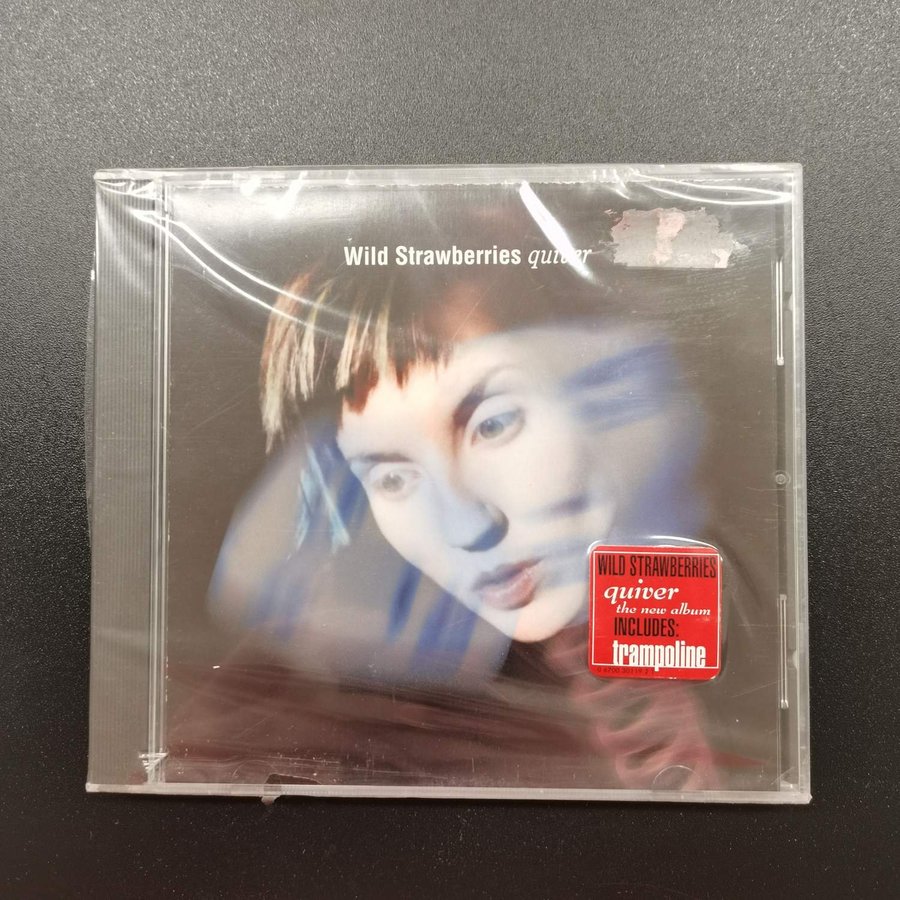 Wild Strawberries quiver
WILD STRAWBERRIES
quiver
the new album
INCLUDES:
trampoline